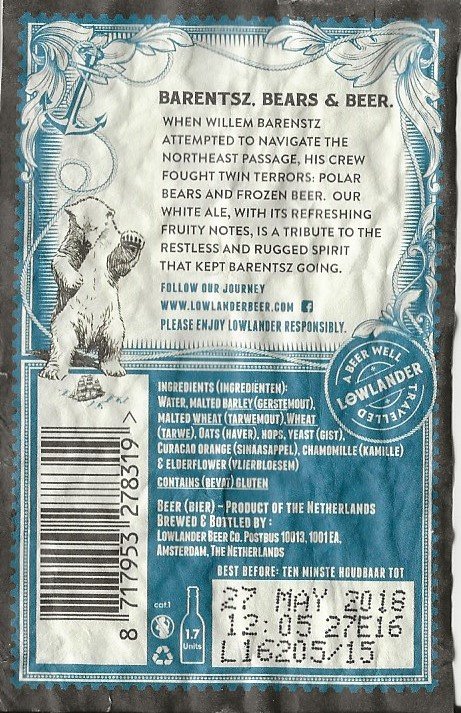 BARENTSZ, BEARS & BEER.
WHEN WILLEM BARENSTZ
ATTEMPTED TO NAVIGATE THE
NORTHEAST PASSAGE, HIS CREW
FOUGHT TWIN TERRORS: POLAR
BEARS AND FROZEN BEER. OUR
WHITE ALE, WITH ITS REFRESHING
FRUITY NOTES, IS A TRIBUTE TO THE
RESTLESS AND RUGGED SPIRIT
THAT KEPT BARENTSZ GOING.
FOLLOW OUR JOURNEY
WWW.LOWLANDERBEER.COM f
PLEASE ENJOY LOWLANDER RESPONSIBLY.
A BEER WELL
LOWLANDER
TRAVELLED
INGREDIENTS (INGREDIENTEN):
WATER, MALTED BARLEY (GERSTEMOUT),
MALTED WHEAT (TARWEMOUT), WHEAT
(TARWE), OATS (HAVER), HOPS, YEAST (GIST),
CURACAO ORANGE (SINAASAPPEL), CHAMOMILLE (KAMILLE)
& ELDERFLOWER (VLIERBLOESEM)
CONTAINS (BEVAT) GLUTEN
BEER (BIER) - PRODUCT OF THE NETHERLANDS
BREWED & BOTTLED BY :
LOWLANDER BEER CO. POSTBUS 10013, 1001EA,
AMSTERDAM, THE NETHERLANDS
BEST BEFORE: TEN MINSTE HOUDBAAR TOT
27 MAY 2018
12:05 27E16
L16205/15
cat.1
1.7
Units
8 717953 278319 >